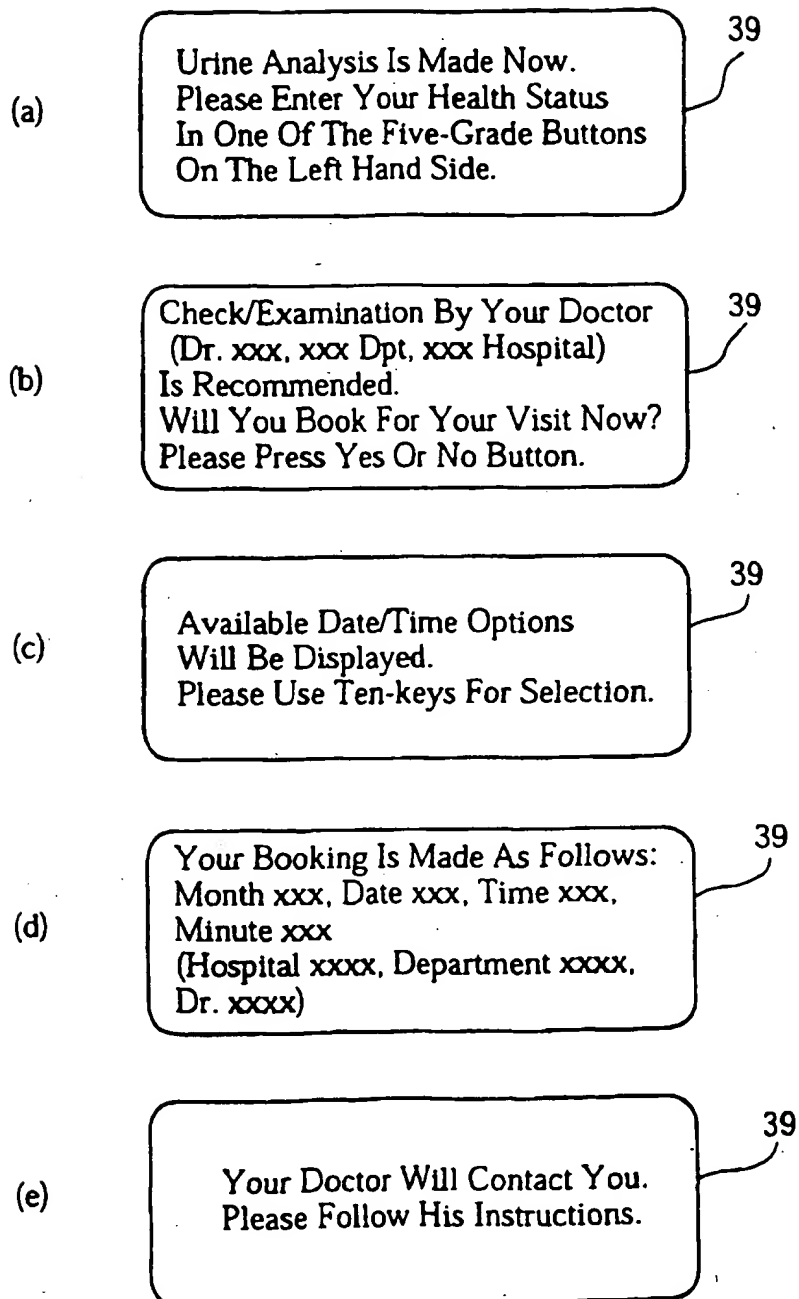 39
(a)
Urine Analysis Is Made Now.
Please Enter Your Health Status
In One Of The Five-Grade Buttons
On The Left Hand Side.
39
(b)
Check/Examination By Your Doctor
(Dr. xxx, xxx Dpt, xxx Hospital)
Is Recommended.
Will You Book For Your Visit Now?
Please Press Yes Or No Button.
39
(c)
Available Date/Time Options
Will Be Displayed.
Please Use Ten-keys For Selection.
39
(d)
Your Booking Is Made As Follows:
Month xxx, Date xxx, Time xxx,
Minute xxx
(Hospital xxxx, Department xxxx,
Dr. xxxx)
39
(e)
Your Doctor Will Contact You.
Please Follow His Instructions.